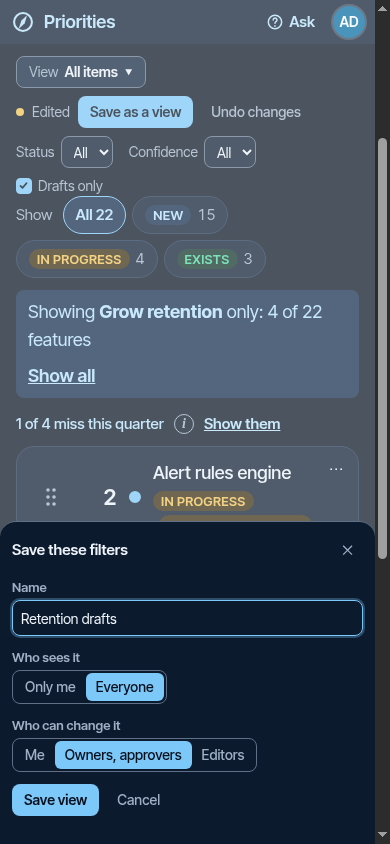 Priorities
Ask
AD
View All items ▼
Edited
Save as a view
Undo changes
Status
All
Confidence
All
Drafts only
Show
All 22
NEW 15
IN PROGRESS 4
EXISTS 3
Showing Grow retention only: 4 of 22
features
Show all
1 of 4 miss this quarter
i
Show them
Alert rules engine
...
2
IN PROGRESS
Save these filters
Name
Retention drafts
Who sees it
Only me
Everyone
Who can change it
Me
Owners, approvers
Editors
Save view
Cancel